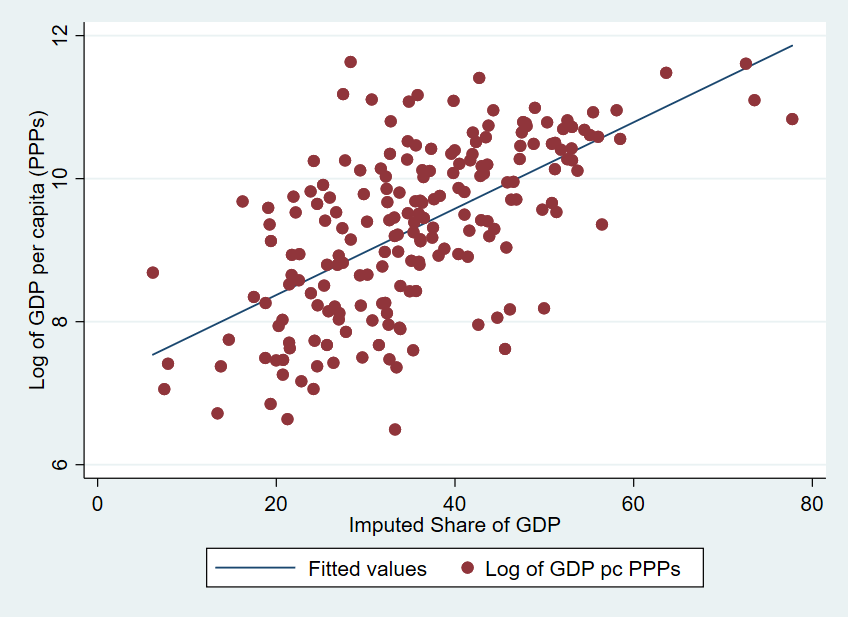 12
10
8
6
Log of GDP per capita (PPPs)
0 20 40 60 80
Imputed Share of GDP
Fitted values Log of GDP pc PPPs